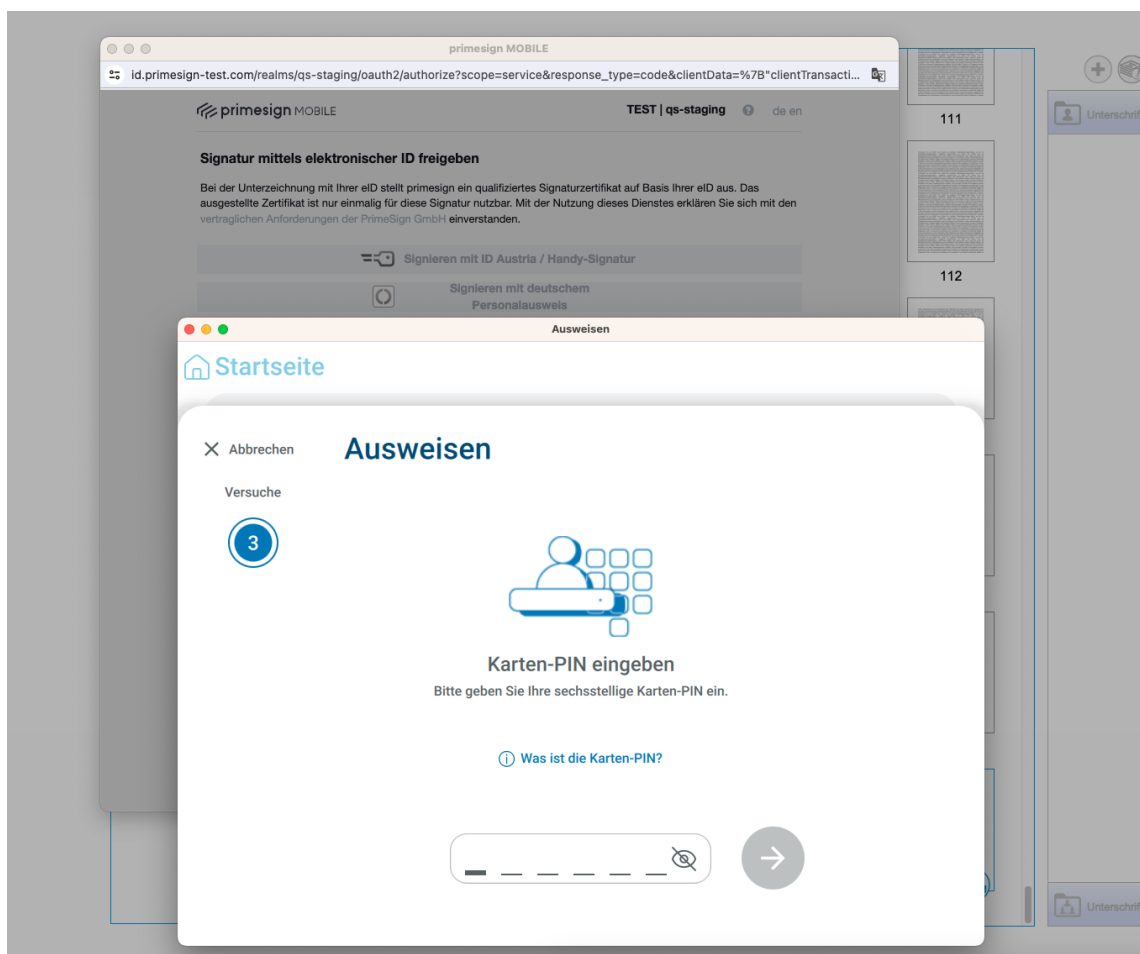 primesign MOBILE
id.primesign-test.com/realms/qs-staging/oauth2/authorize?scope=service&response_type=code&clientData=%7B"clientTransacti...
primesign MOBILE
TEST | qs-staging
de en
Signatur mittels elektronischer ID freigeben
Bei der Unterzeichnung mit Ihrer eID stellt primesign ein qualifiziertes Signaturzertifikat auf Basis Ihrer eID aus. Das
ausgestellte Zertifikat ist nur einmalig für diese Signatur nutzbar. Mit der Nutzung dieses Dienstes erklären Sie sich mit den
vertraglichen Anforderungen der PrimeSign GmbH einverstanden.
Signieren mit ID Austria / Handy-Signatur
Signieren mit deutschem
Personalausweis
111
112
Unterschrif
Ausweisen
Startseite
Abbrechen
Ausweisen
Versuche
3
Karten-PIN eingeben
Bitte geben Sie Ihre sechsstellige Karten-PIN ein.
Was ist die Karten-PIN?
Unterschrif